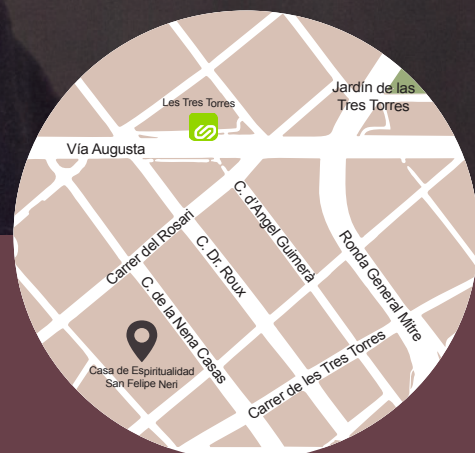 Jardín de las
Tres Torres
Les Tres Torres
Vía Augusta
C. d'Angel Guimerà
Carrer del Rosari
C. Dr. Roux
Ronda General Mitre
C. de la Nena Casas
Casa de Espiritualidad
San Felipe Neri
Carrer de les Tres Torres